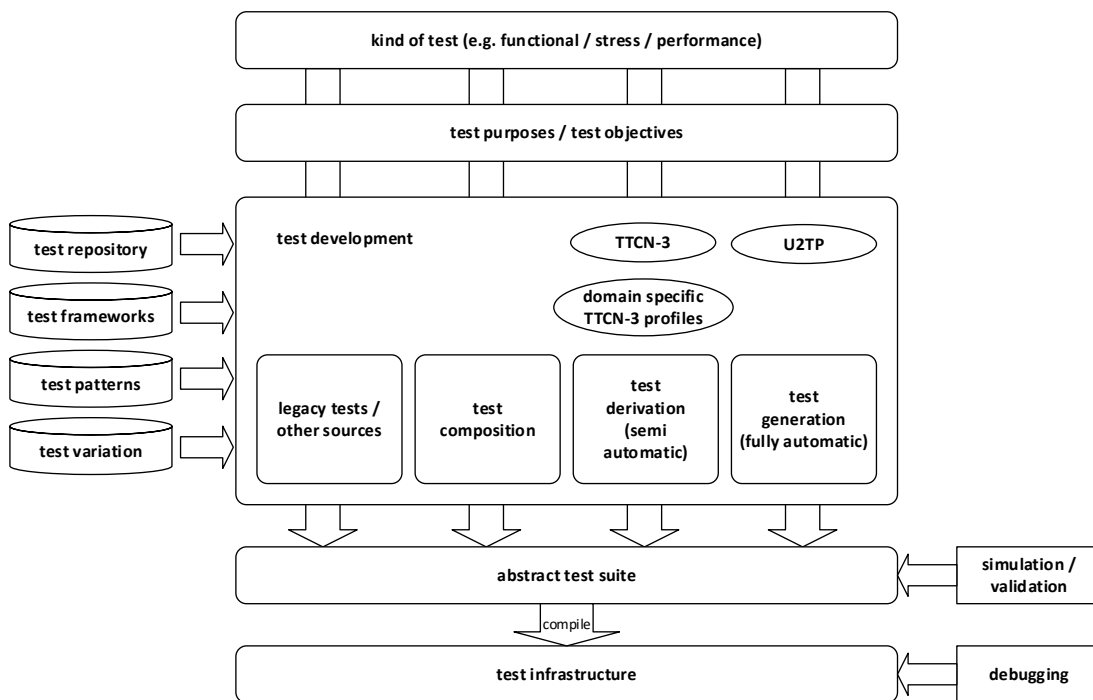 kind of test (e.g. functional / stress / performance)
test purposes / test objectives
test repository
test frameworks
test patterns
test variation
test development
TTCN-3
U2TP
domain specific
TTCN-3 profiles
legacy tests /
other sources
test
composition
test
derivation
(semi
automatic)
test
generation
(fully automatic)
abstract test suite
simulation /
validation
compile
test infrastructure
debugging